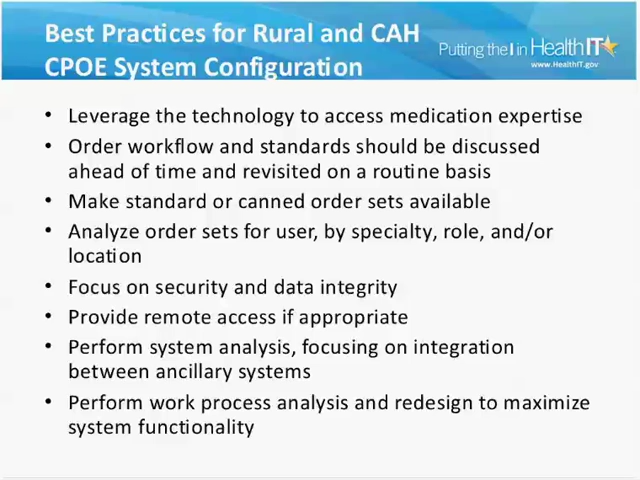 Best Practices for Rural and CAH
CPOE System Configuration
Putting the I in Health IT
www.HealthIT.gov
• Leverage the technology to access medication expertise
• Order workflow and standards should be discussed
ahead of time and revisited on a routine basis
• Make standard or canned order sets available
• Analyze order sets for user, by specialty, role, and/or
location
• Focus on security and data integrity
• Provide remote access if appropriate
• Perform system analysis, focusing on integration
between ancillary systems
• Perform work process analysis and redesign to maximize
system functionality